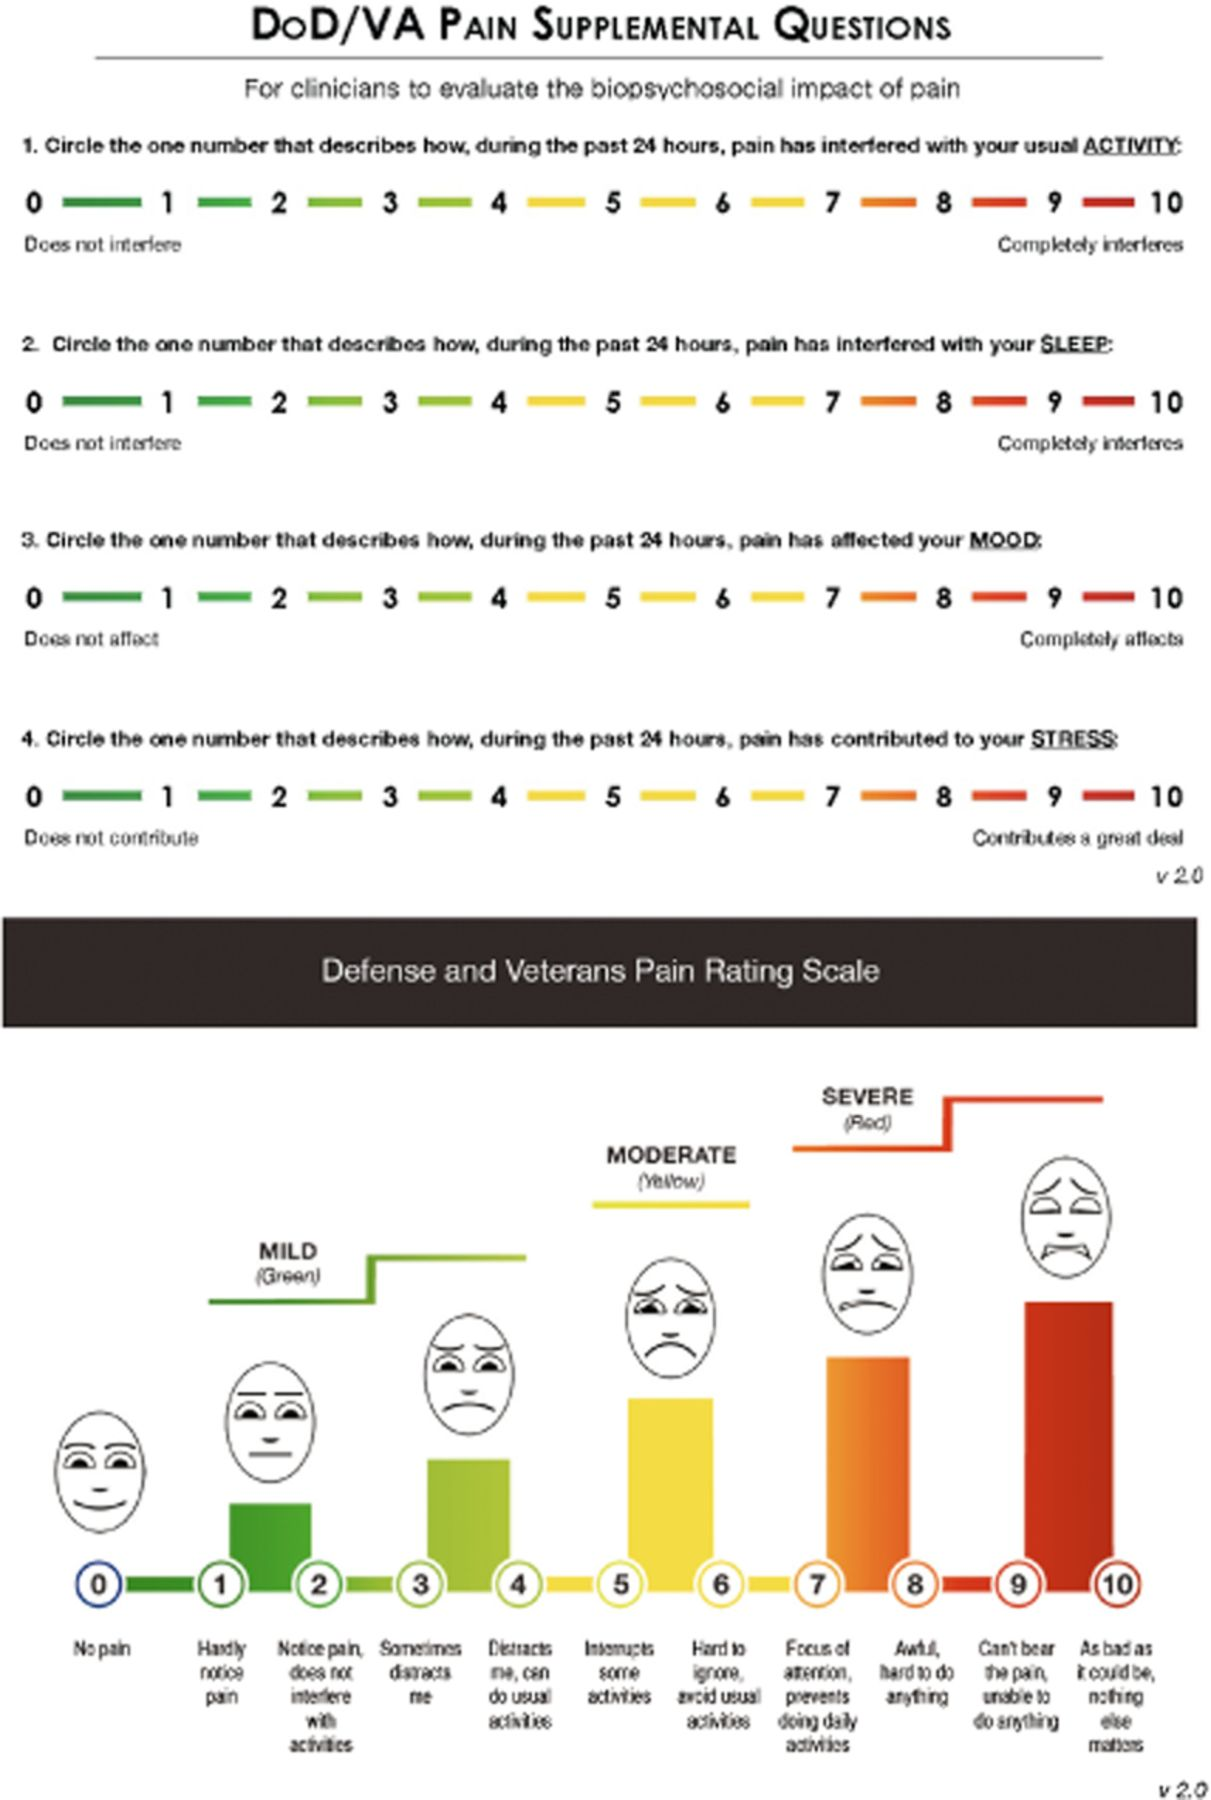 DoD/VA Pain Supplemental Questions
For clinicians to evaluate the biopsychosocial impact of pain
1. Circle the one number that describes how, during the past 24 hours, pain has interfered with your usual ACTIVITY:
0 1 2 3 4 5 6 7 8 9 10
Does not interfere Completely interferes
2. Circle the one number that describes how, during the past 24 hours, pain has interfered with your SLEEP:
0 1 2 3 4 5 6 7 8 9 10
Does not interfere Completely interferes
3. Circle the one number that describes how, during the past 24 hours, pain has affected your MOOD:
0 1 2 3 4 5 6 7 8 9 10
Does not affect Completely affects
4. Circle the one number that describes how, during the past 24 hours, pain has contributed to your STRESS:
0 1 2 3 4 5 6 7 8 9 10
Does not contribute Contributes a great deal
v 2.0
Defense and Veterans Pain Rating Scale
SEVERE
(Red)
MODERATE
(Yellow)
MILD
(Green)
0 1 2 3 4 5 6 7 8 9 10
No pain
Hardly
notice
pain
Notice pain,
does not
interfere
with
activities
Sometimes
distracts
me
Distracts
me, can
do usual
activities
Interrupts
some
activities
Hard to
ignore,
avoid usual
activities
Focus of
attention,
prevents
doing daily
activities
Awful,
hard to do
anything
Can't bear
the pain,
unable to
do anything
As bad as
it could be,
nothing
else
matters
v 2.0